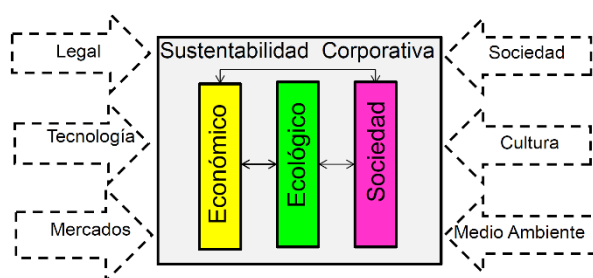 Legal
Sustentabilidad Corporativa
Sociedad
Tecnología
Económico
Ecológico
Sociedad
Cultura
Mercados
Medio Ambiente